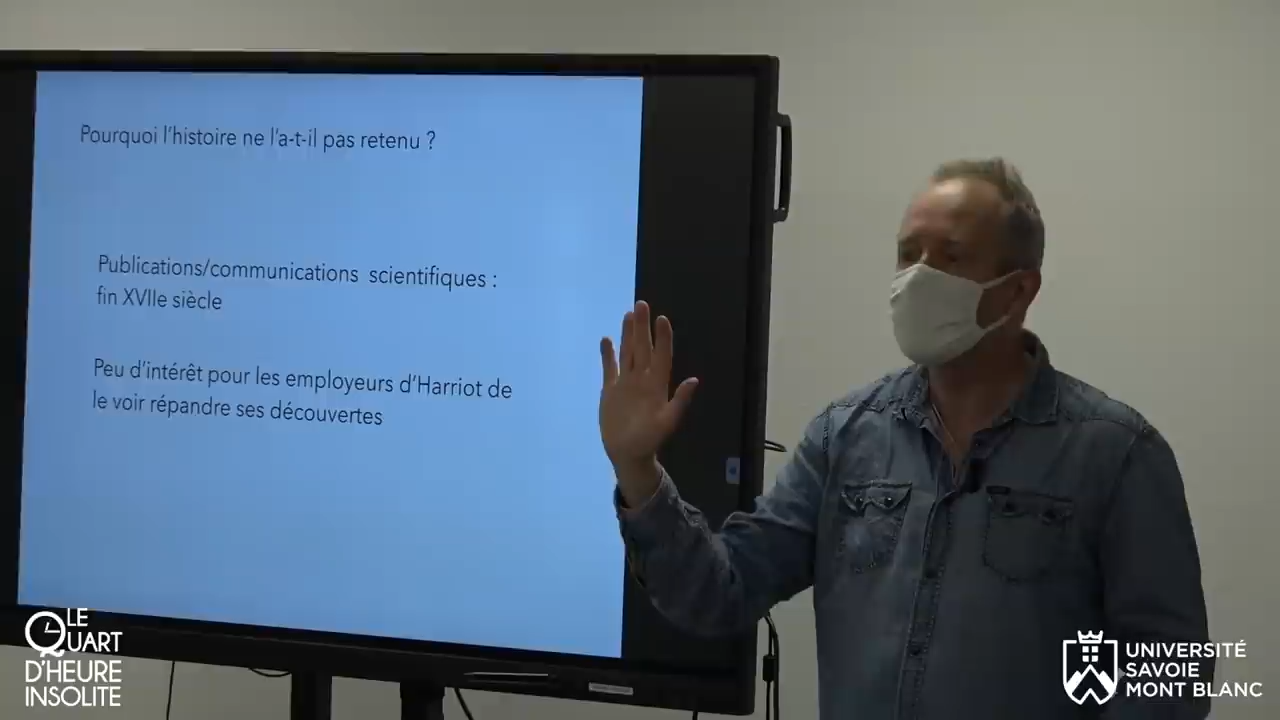 Pourquoi l'histoire ne l'a-t-il pas retenu ?
Publications/communications scientifiques :
fin XVIIe siècle
Peu d'intérêt pour les employeurs d'Harriot de
le voir répandre ses découvertes
LE
QUART
D'HEURE
INSOLITE
UNIVERSITÉ
SAVOIE
MONT BLANC